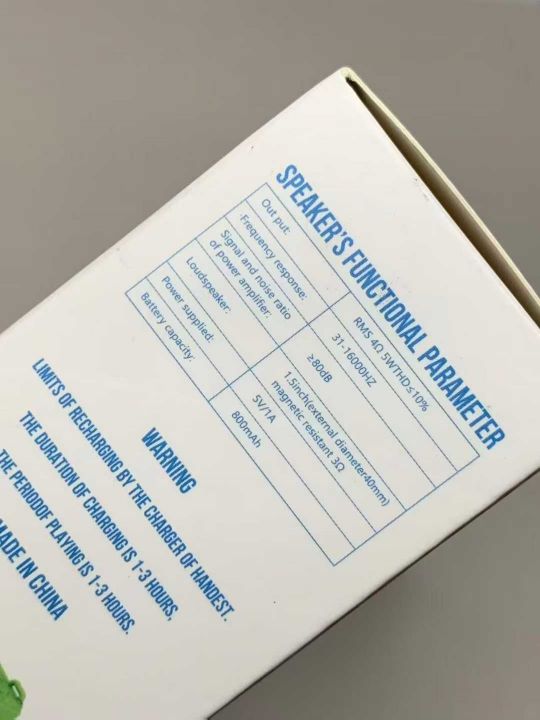 SPEAKER'S FUNCTIONAL PARAMETER
Out put: RMS 4Ω 5WTHD≤10%
·Frequency response: 31-16000HZ
Signal and noise ratio
of power amplifier: ≥80dB
Loudspeaker: 1.5inch(external diameter40mm)
magnetic resistant 3Ω
Power supplied: 5V/1A
Battery capacity: 800mAh
WARNING
LIMITS OF RECHARGING BY THE CHARGER OF HANDEST.
THE DURATION OF CHARGING IS 1-3 HOURS,
THE PERIODOF PLAYING IS 1-3 HOURS.
MADE IN CHINA